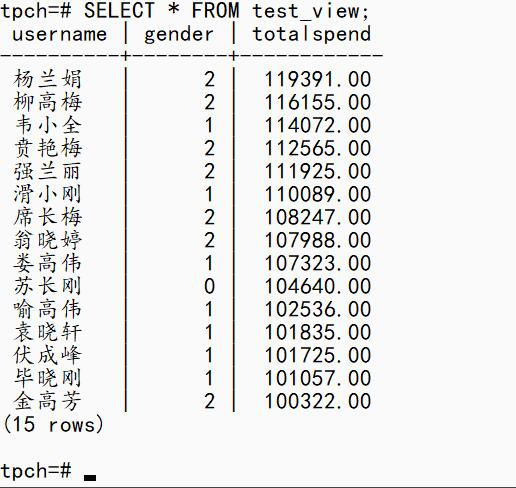 tpch=# SELECT * FROM test_view;
 username | gender | totalspend
----------+--------+------------
 杨兰娟 | 2 | 119391.00
 柳高梅 | 2 | 116155.00
 韦小全 | 1 | 114072.00
 贲艳梅 | 2 | 112565.00
 强兰丽 | 2 | 111925.00
 滑小刚 | 1 | 110089.00
 席长梅 | 2 | 108247.00
 翁晓婷 | 2 | 107988.00
 娄高伟 | 1 | 107323.00
 苏长刚 | 0 | 104640.00
 喻高伟 | 1 | 102536.00
 袁晓轩 | 1 | 101835.00
 伏成峰 | 1 | 101725.00
 毕晓刚 | 1 | 101057.00
 金高芳 | 2 | 100322.00
(15 rows)
tpch=#